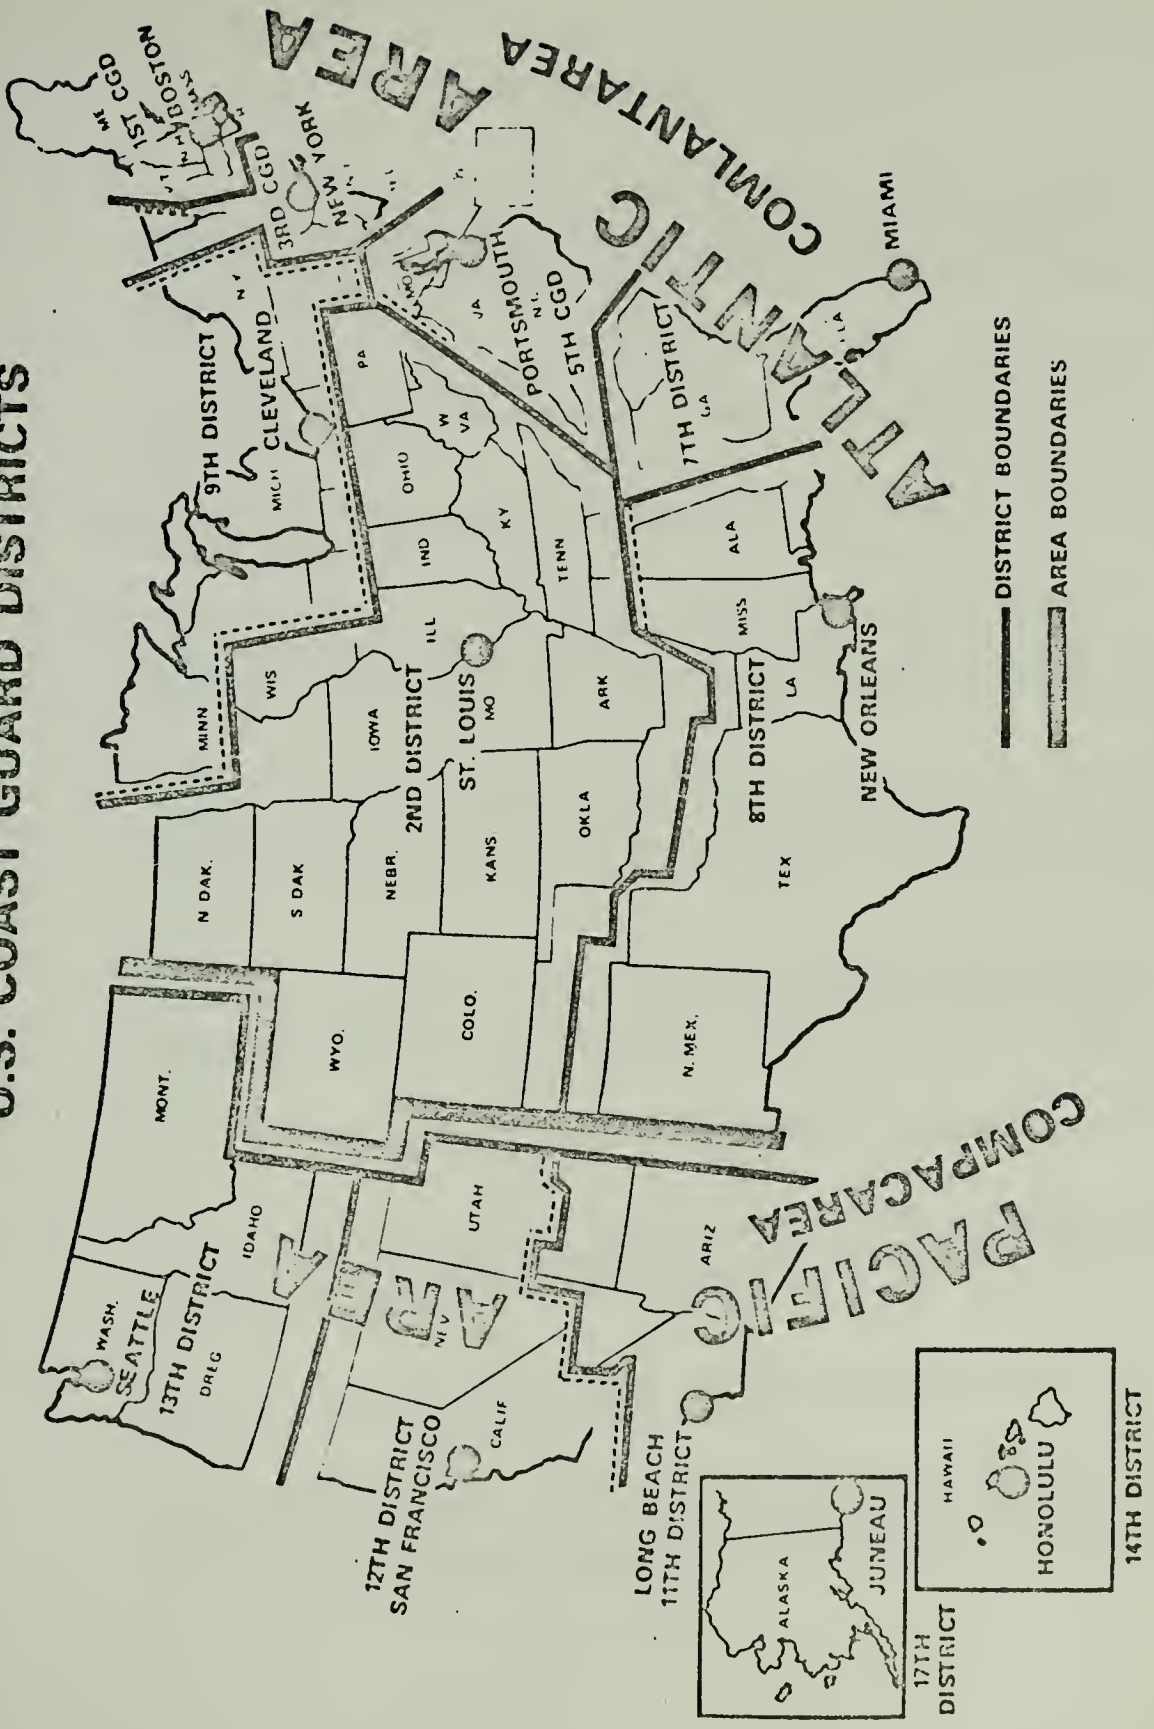 U.S. COAST GUARD DISTRICTS
WASH.
SEATTLE
13TH DISTRICT
OREG
IDAHO
MONT.
N DAK.
S DAK
WYO.
NEBR.
MINN
WIS
IOWA
9TH DISTRICT
CLEVELAND
MICH
N Y
ME
1ST CGD
BOSTON
MASS
VT
N H
3RD CGD
NEW YORK
PA
OHIO
IND
ILL
W
VA
KY
TENN
VA
PORTSMOUTH
N.C.
5TH CGD
2ND DISTRICT
ST. LOUIS
MO
KANS
COLO.
UTAH
NEV
12TH DISTRICT
SAN FRANCISCO
CALIF
LONG BEACH
11TH DISTRICT
ARIZ
N. MEX.
OKLA
ARK
TEX
8TH DISTRICT
LA
MISS
ALA
NEW ORLEANS
7TH DISTRICT
GA
MIAMI
PACIFIC AREA
COMPACAREA
ATLANTIC AREA
COMLANTAREA
ALASKA
JUNEAU
17TH
DISTRICT
HAWAII
HONOLULU
14TH DISTRICT
DISTRICT BOUNDARIES
AREA BOUNDARIES